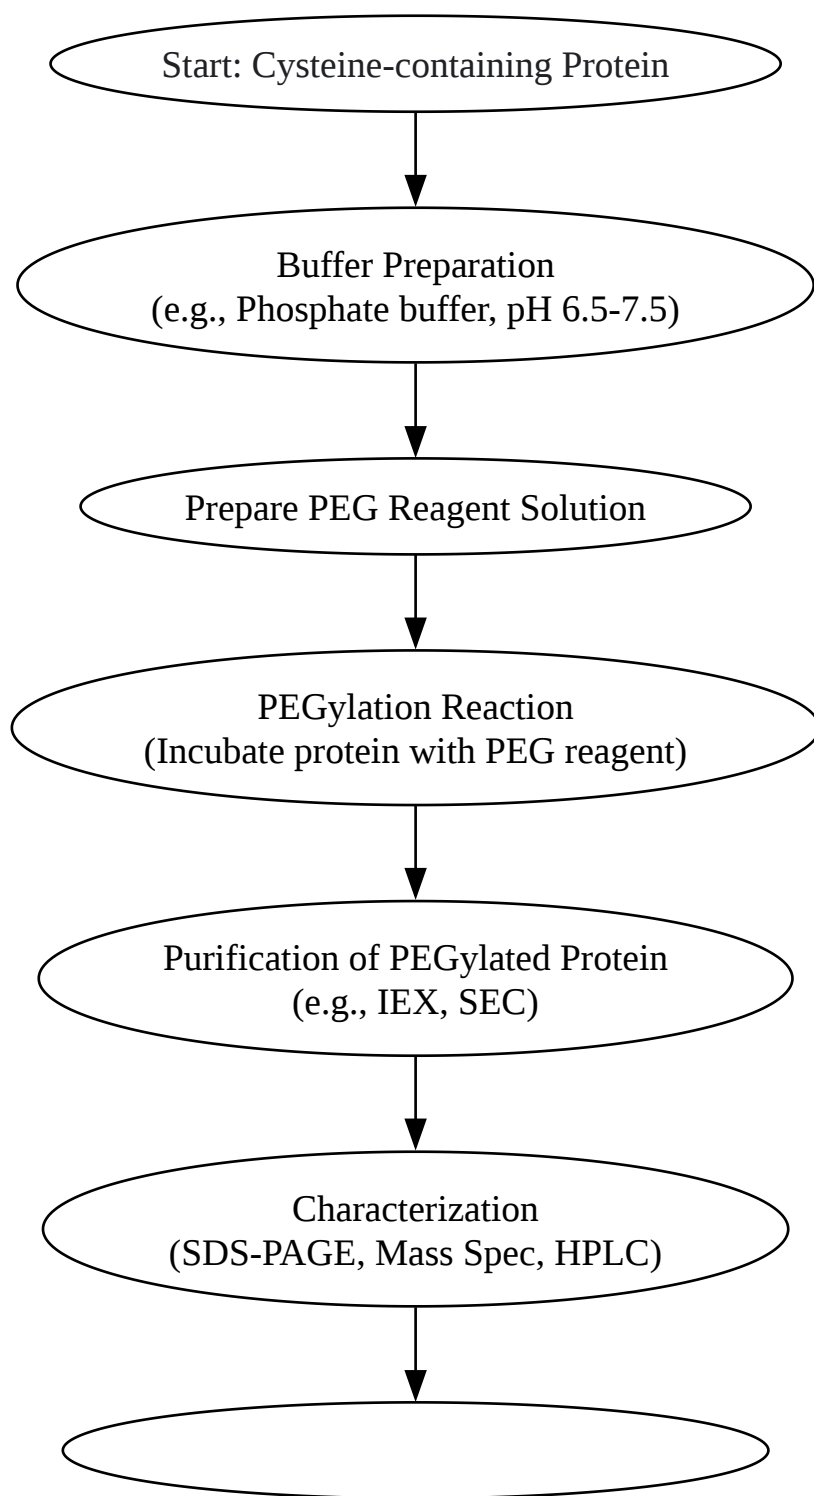 Start: Cysteine-containing Protein
Buffer Preparation
(e.g., Phosphate buffer, pH 6.5-7.5)
Prepare PEG Reagent Solution
PEGylation Reaction
(Incubate protein with PEG reagent)
Purification of PEGylated Protein
(e.g., IEX, SEC)
Characterization
(SDS-PAGE, Mass Spec, HPLC)